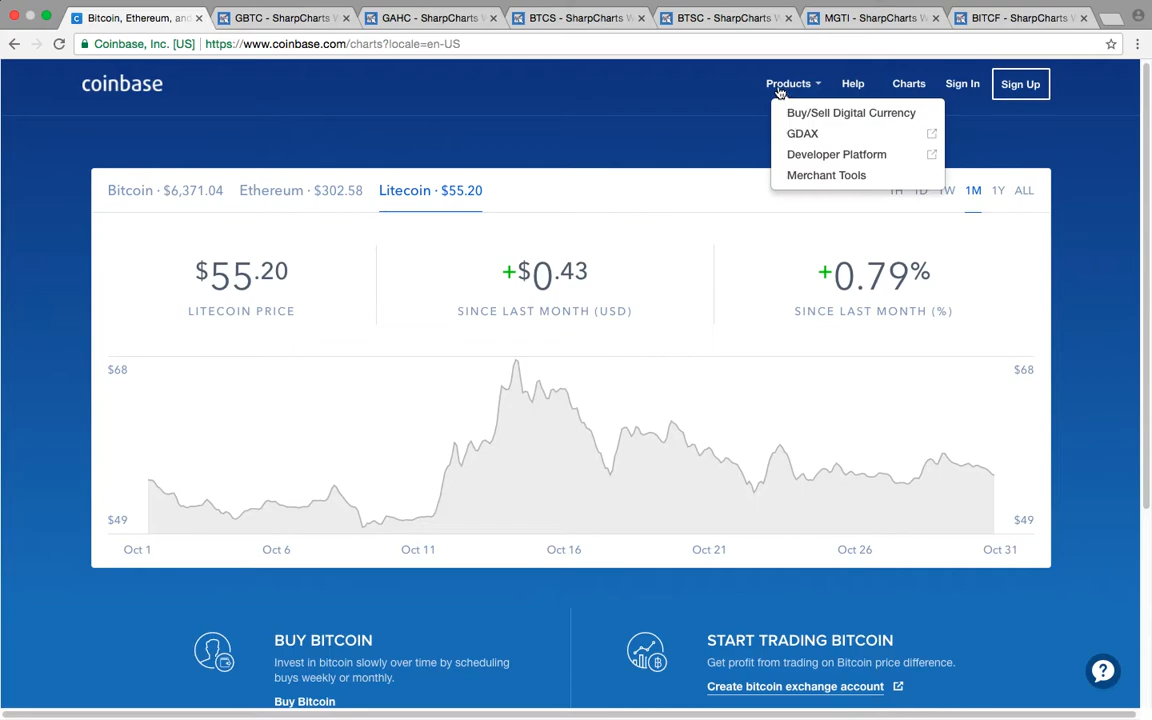 Bitcoin, Ethereum, and
GBTC - SharpCharts W
GAHC - SharpCharts W
BTCS - SharpCharts W
BTSC - SharpCharts W
MGTI - SharpCharts W
BITCF - SharpCharts W
Coinbase, Inc. [US] https://www.coinbase.com/charts?locale=en-US
coinbase
Products Help Charts Sign In Sign Up
Buy/Sell Digital Currency
GDAX
Developer Platform
Merchant Tools
Bitcoin · $6,371.04 Ethereum · $302.58 Litecoin · $55.20
1H 1D 1W 1M 1Y ALL
$55.20 +$0.43 +0.79%
LITECOIN PRICE SINCE LAST MONTH (USD) SINCE LAST MONTH (%)
$68 $68
$49 $49
Oct 1 Oct 6 Oct 11 Oct 16 Oct 21 Oct 26 Oct 31
BUY BITCOIN
Invest in bitcoin slowly over time by scheduling
buys weekly or monthly.
Buy Bitcoin
START TRADING BITCOIN
Get profit from trading on Bitcoin price difference.
Create bitcoin exchange account
?